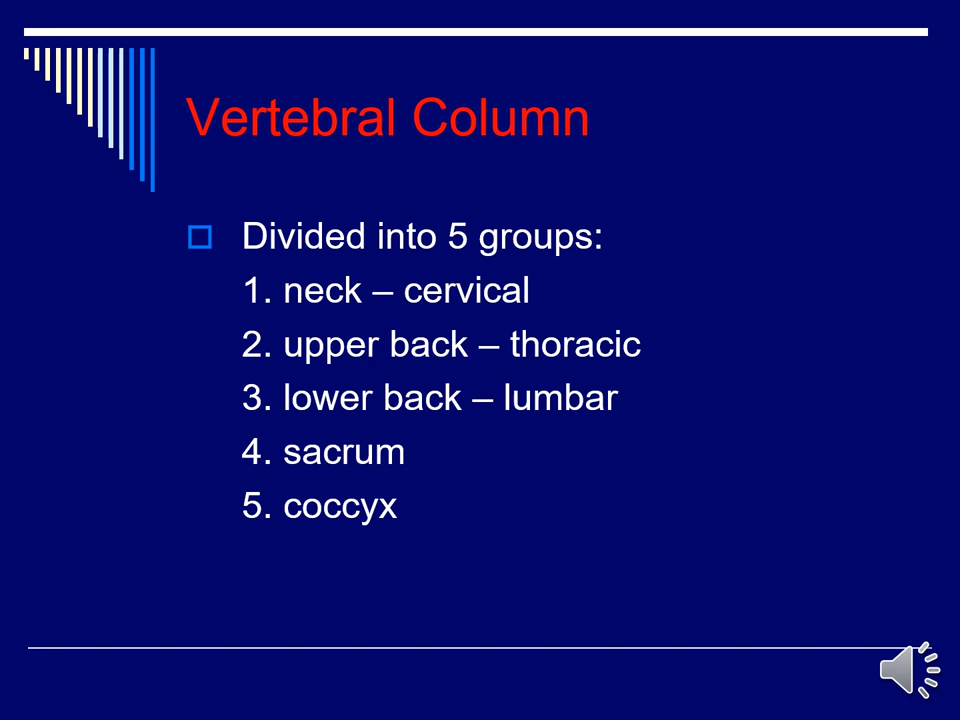 Vertebral Column
Divided into 5 groups:
1. neck – cervical
2. upper back – thoracic
3. lower back – lumbar
4. sacrum
5. coccyx